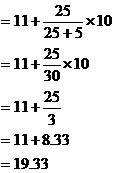 = 11 + 25/(25 + 5) × 10
= 11 + 25/30 × 10
= 11 + 25/3
= 11 + 8.33
= 19.33